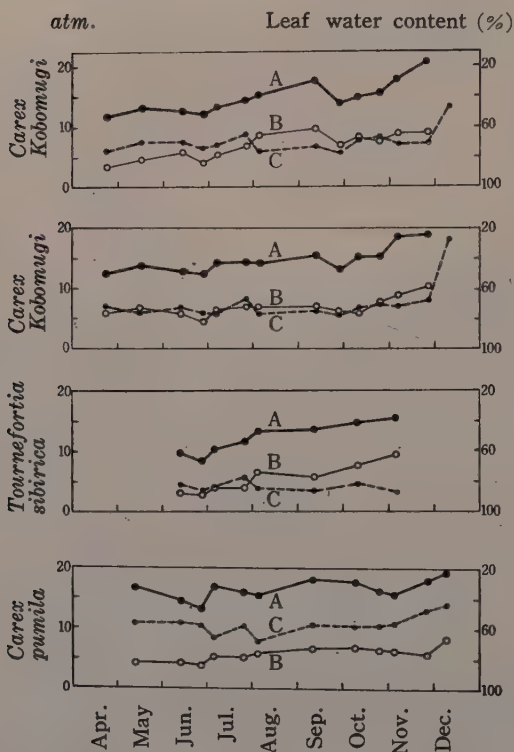 atm. Leaf water content (%)
Carex Kobomugi
20
10
0
A
B
C
20
60
100
Carex Kobomugi
20
10
0
A
B
C
20
60
100
Tournefortia sibirica
20
10
0
A
B
C
20
60
100
Carex pumila
20
10
0
A
C
B
20
60
100
Apr. May Jun. Jul. Aug. Sep. Oct. Nov. Dec.